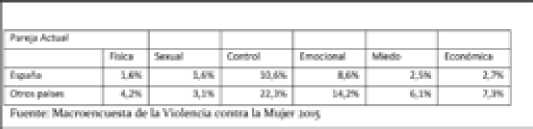 Pareja Actual
Física Sexual Control Emocional Miedo Económica
España 1,6% 1,6% 10,6% 8,6% 2,5% 2,7%
Otros países 4,2% 3,1% 22,3% 14,2% 6,1% 7,3%
Fuente: Macroencuesta de la Violencia contra la Mujer 2015